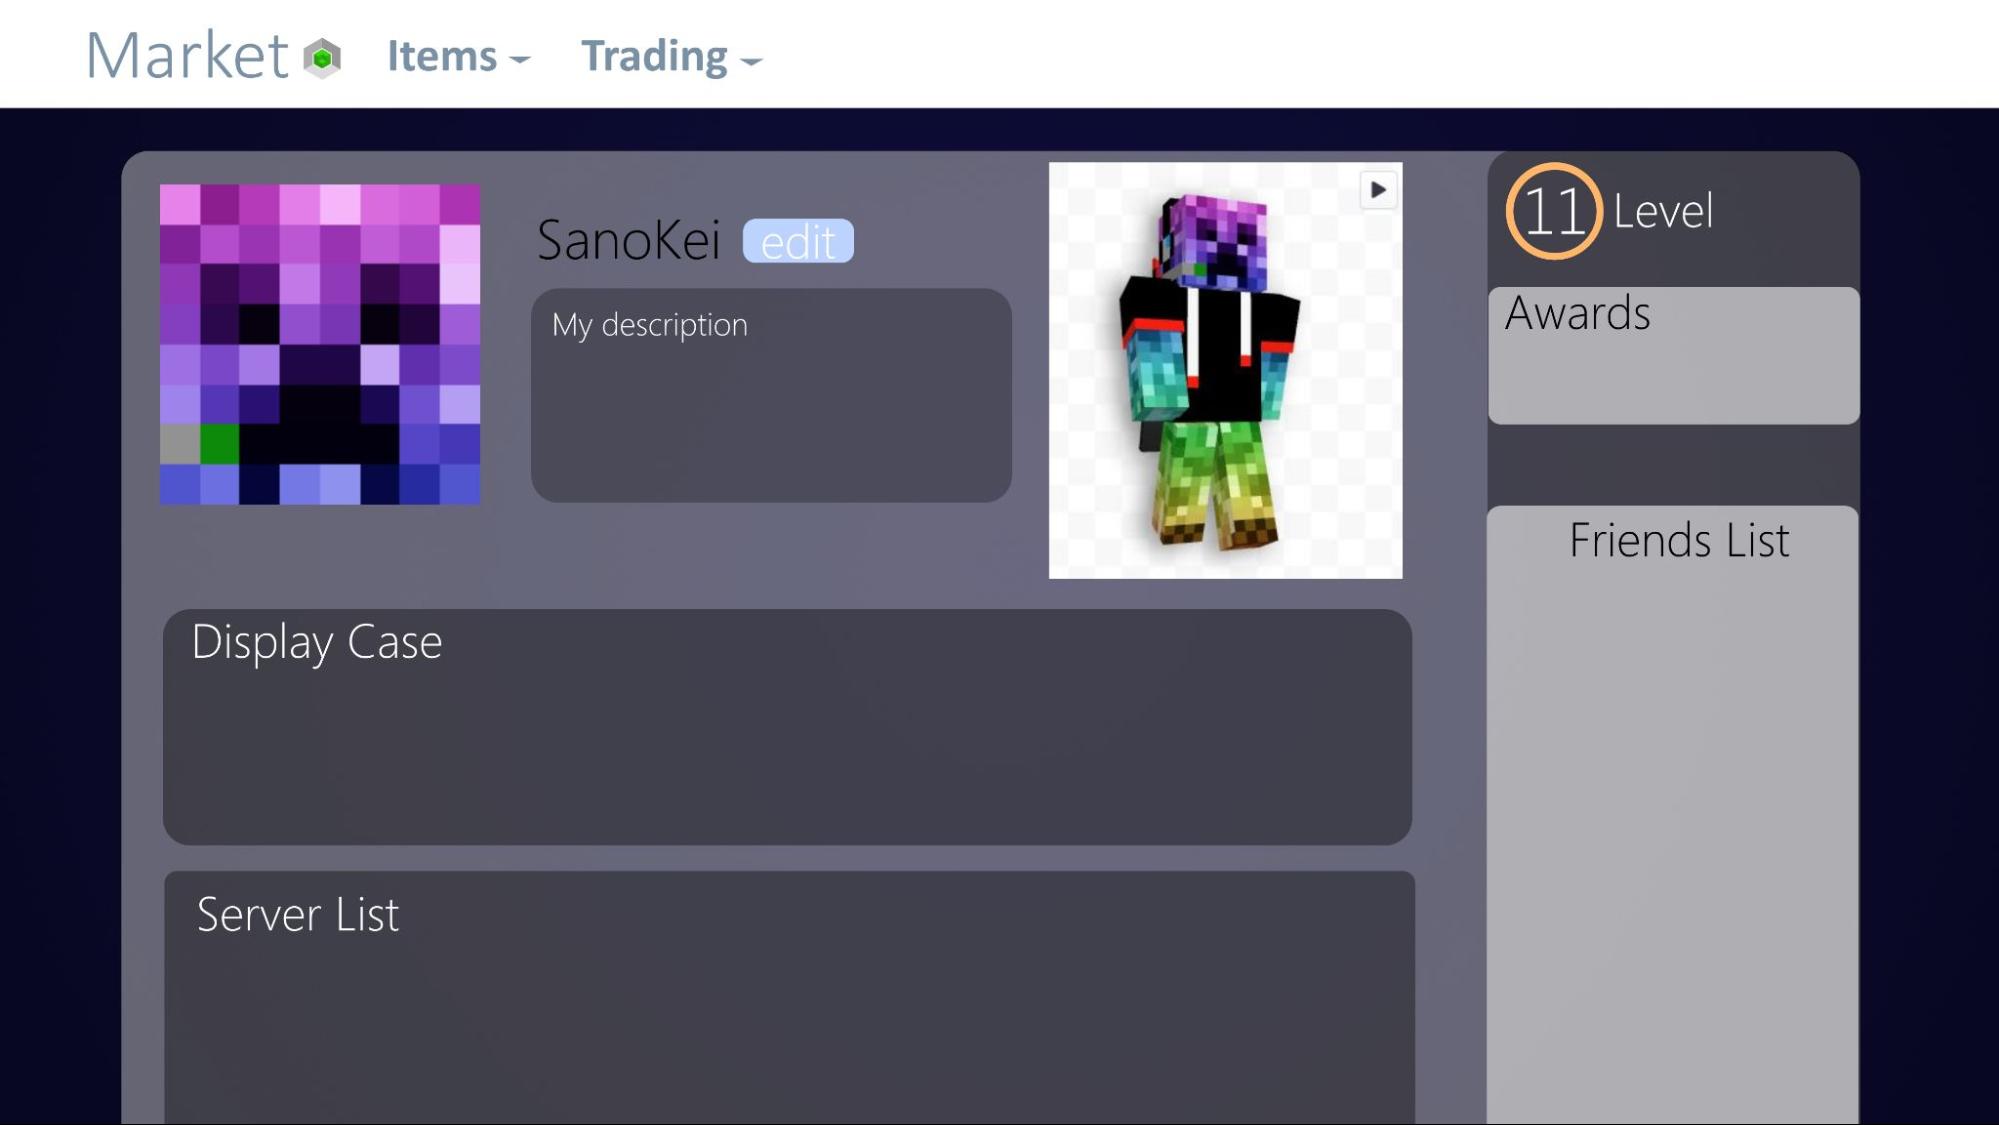 Market
Items
Trading
SanoKei
edit
My description
11
Level
Awards
Friends List
Display Case
Server List